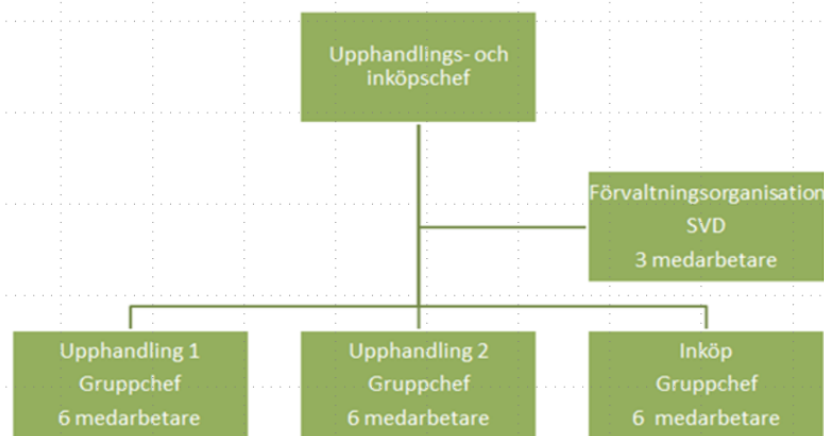 Upphandlings- och
inköpschef
Förvaltningsorganisation
SVD
3 medarbetare
Upphandling 1
Gruppchef
6 medarbetare
Upphandling 2
Gruppchef
6 medarbetare
Inköp
Gruppchef
6 medarbetare